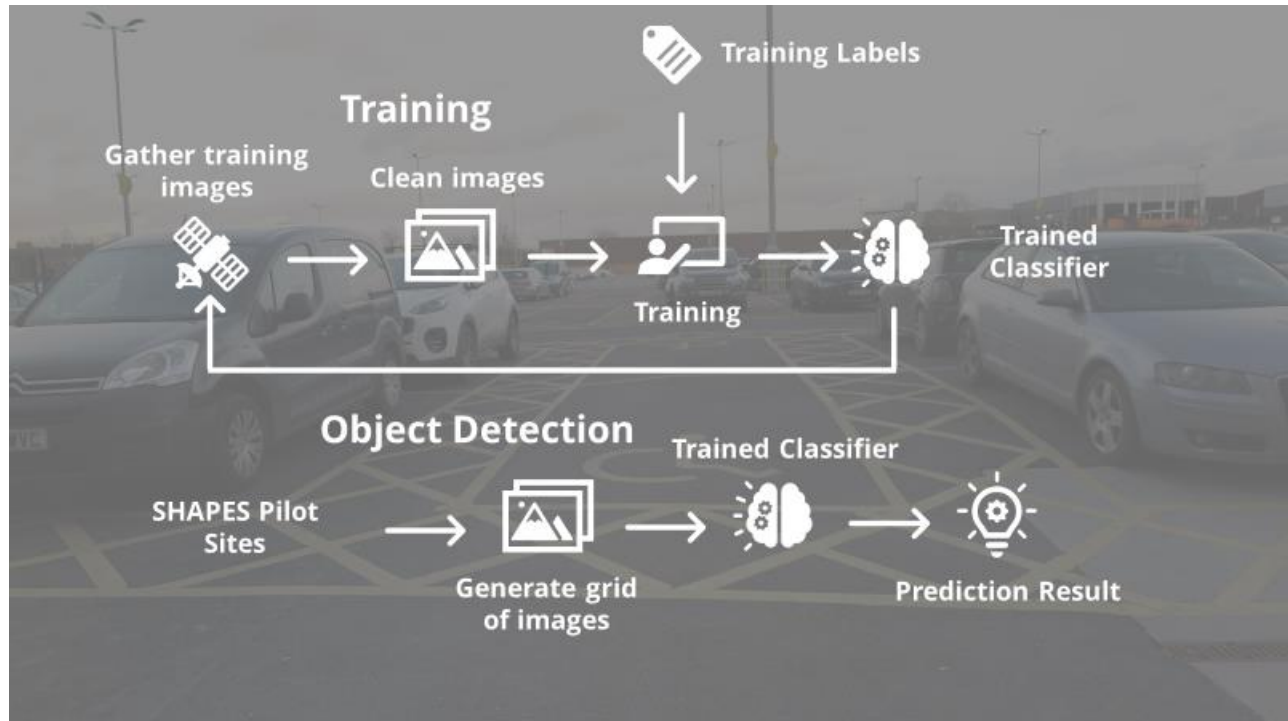 Training Labels
Training
Gather training
images
Clean images
Trained
Classifier
Training
Object Detection
Trained Classifier
SHAPES Pilot
Sites
Generate grid
of images
Prediction Result